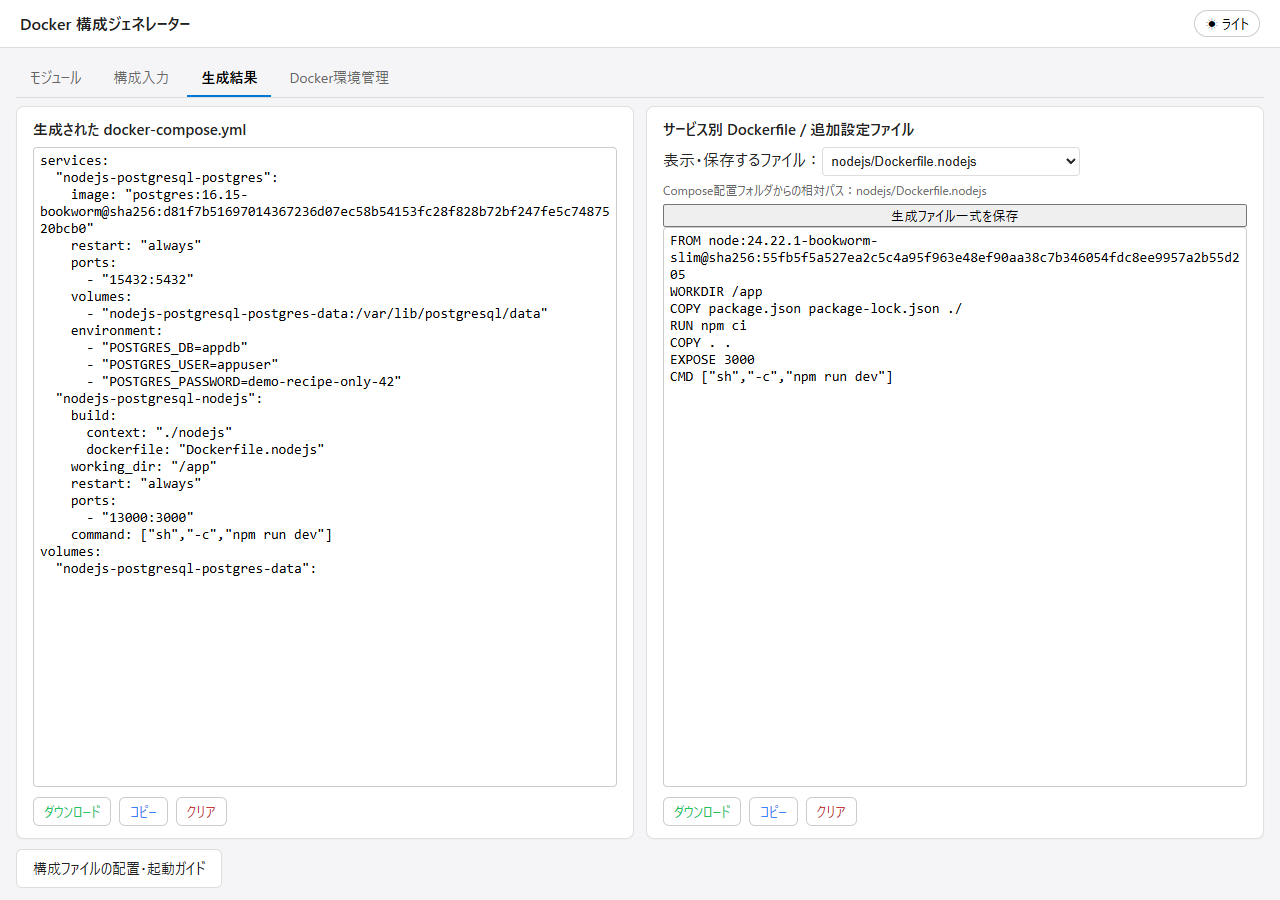 Docker 構成ジェネレーター
ライト
モジュール 構成入力 生成結果 Docker環境管理
生成された docker-compose.yml
services:
  "nodejs-postgresql-postgres":
    image: "postgres:16.15-
bookworm@sha256:d81f7b51697014367236d07ec58b54153fc28f828b72bf247fe5c74875
20bcb0"
    restart: "always"
    ports:
      - "15432:5432"
    volumes:
      - "nodejs-postgresql-postgres-data:/var/lib/postgresql/data"
    environment:
      - "POSTGRES_DB=appdb"
      - "POSTGRES_USER=appuser"
      - "POSTGRES_PASSWORD=demo-recipe-only-42"
  "nodejs-postgresql-nodejs":
    build:
      context: "./nodejs"
      dockerfile: "Dockerfile.nodejs"
    working_dir: "/app"
    restart: "always"
    ports:
      - "13000:3000"
    command: ["sh","-c","npm run dev"]
volumes:
  "nodejs-postgresql-postgres-data":
ダウンロード コピー クリア
サービス別 Dockerfile / 追加設定ファイル
表示・保存するファイル： nodejs/Dockerfile.nodejs
Compose配置フォルダからの相対パス：nodejs/Dockerfile.nodejs
生成ファイル一式を保存
FROM node:24.22.1-bookworm-
slim@sha256:55fb5f5a527ea2c5c4a95f963e48ef90aa38c7b346054fdc8ee9957a2b55d2
05
WORKDIR /app
COPY package.json package-lock.json ./
RUN npm ci
COPY . .
EXPOSE 3000
CMD ["sh","-c","npm run dev"]
ダウンロード コピー クリア
構成ファイルの配置・起動ガイド